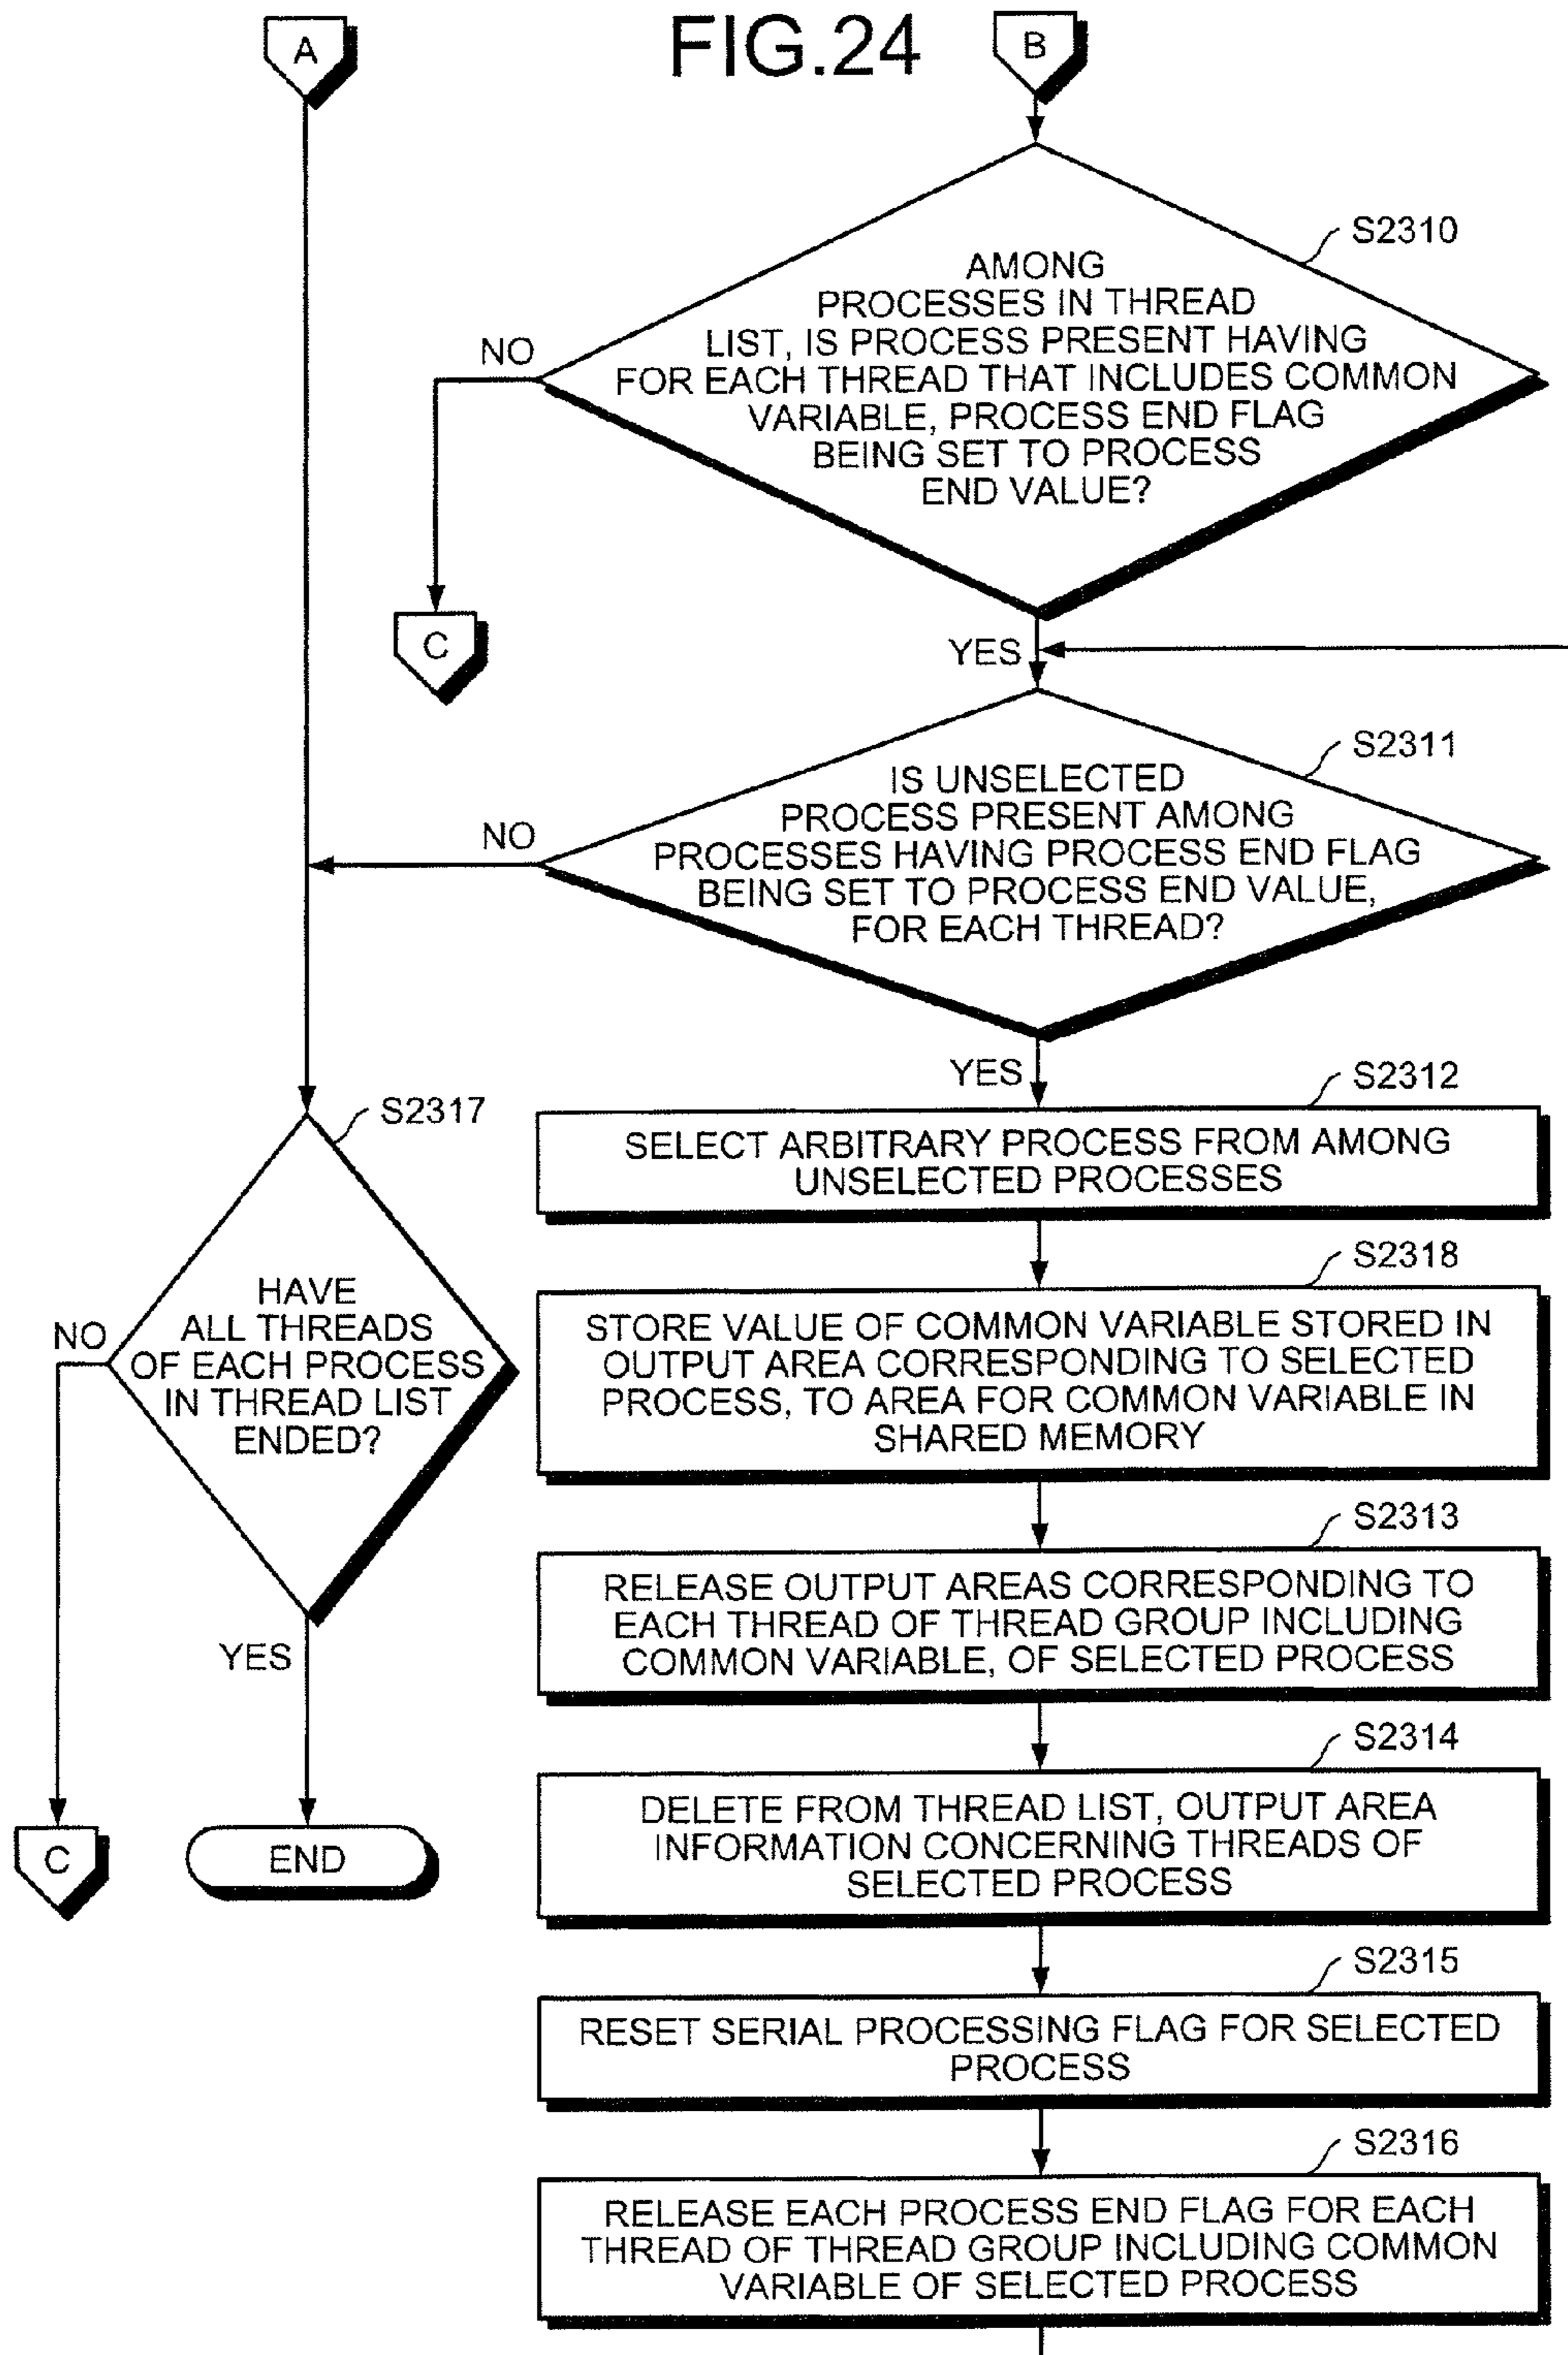 FIG.24
A
B
S2310
AMONG
PROCESSES IN THREAD
LIST, IS PROCESS PRESENT HAVING
FOR EACH THREAD THAT INCLUDES COMMON
VARIABLE, PROCESS END FLAG
BEING SET TO PROCESS
END VALUE?
NO
C
YES
S2311
IS UNSELECTED
PROCESS PRESENT AMONG
PROCESSES HAVING PROCESS END FLAG
BEING SET TO PROCESS END VALUE,
FOR EACH THREAD?
NO
YES
S2312
SELECT ARBITRARY PROCESS FROM AMONG
UNSELECTED PROCESSES
S2318
STORE VALUE OF COMMON VARIABLE STORED IN
OUTPUT AREA CORRESPONDING TO SELECTED
PROCESS, TO AREA FOR COMMON VARIABLE IN
SHARED MEMORY
S2313
RELEASE OUTPUT AREAS CORRESPONDING TO
EACH THREAD OF THREAD GROUP INCLUDING
COMMON VARIABLE, OF SELECTED PROCESS
S2314
DELETE FROM THREAD LIST, OUTPUT AREA
INFORMATION CONCERNING THREADS OF
SELECTED PROCESS
S2315
RESET SERIAL PROCESSING FLAG FOR SELECTED
PROCESS
S2316
RELEASE EACH PROCESS END FLAG FOR EACH
THREAD OF THREAD GROUP INCLUDING COMMON
VARIABLE OF SELECTED PROCESS
S2317
HAVE
ALL THREADS
OF EACH PROCESS
IN THREAD LIST
ENDED?
NO
YES
C
END